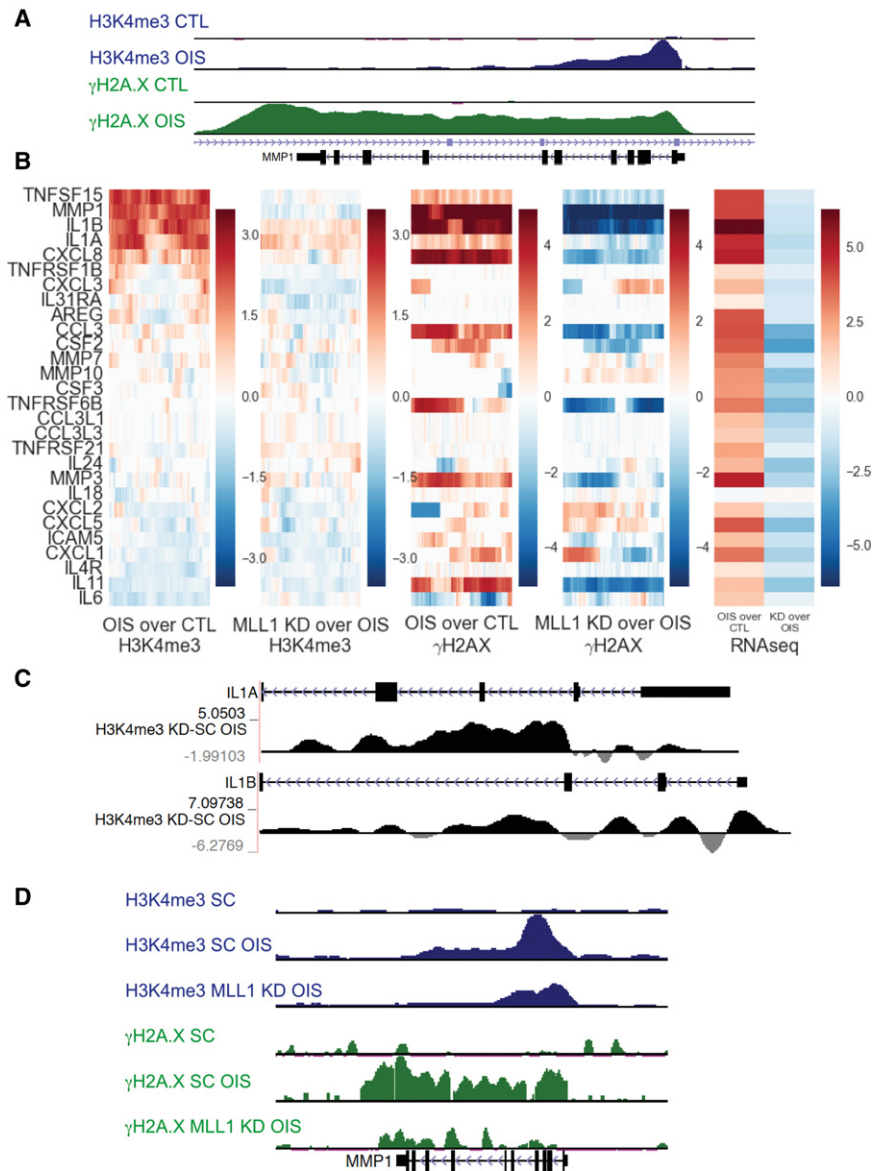 A
H3K4me3 CTL
H3K4me3 OIS
γH2A.X CTL
γH2A.X OIS
MMP1
B
TNFSF15
MMP1
IL1B
IL1A
CXCL8
TNFRSF1B
CXCL3
IL31RA
AREG
CCL3
CSF2
MMP7
MMP10
CSF3
TNFRSF6B
CCL3L1
CCL3L3
TNFRSF21
IL24
MMP3
IL18
CXCL2
CXCL5
ICAM5
CXCL1
IL4R
IL11
IL6
3.0
1.5
0.0
-1.5
-3.0
3.0
1.5
0.0
-1.5
-3.0
4
2
0
-2
-4
4
2
0
-2
-4
5.0
2.5
0.0
-2.5
-5.0
OIS over CTL
H3K4me3
MLL1 KD over OIS
H3K4me3
OIS over CTL
γH2AX
MLL1 KD over OIS
γH2AX
OIS over
CTL
KD over
OIS
RNAseq
C
IL1A
5.0503
H3K4me3 KD-SC OIS
-1.99103
IL1B
7.09738
H3K4me3 KD-SC OIS
-6.2769
D
H3K4me3 SC
H3K4me3 SC OIS
H3K4me3 MLL1 KD OIS
γH2A.X SC
γH2A.X SC OIS
γH2A.X MLL1 KD OIS
MMP1